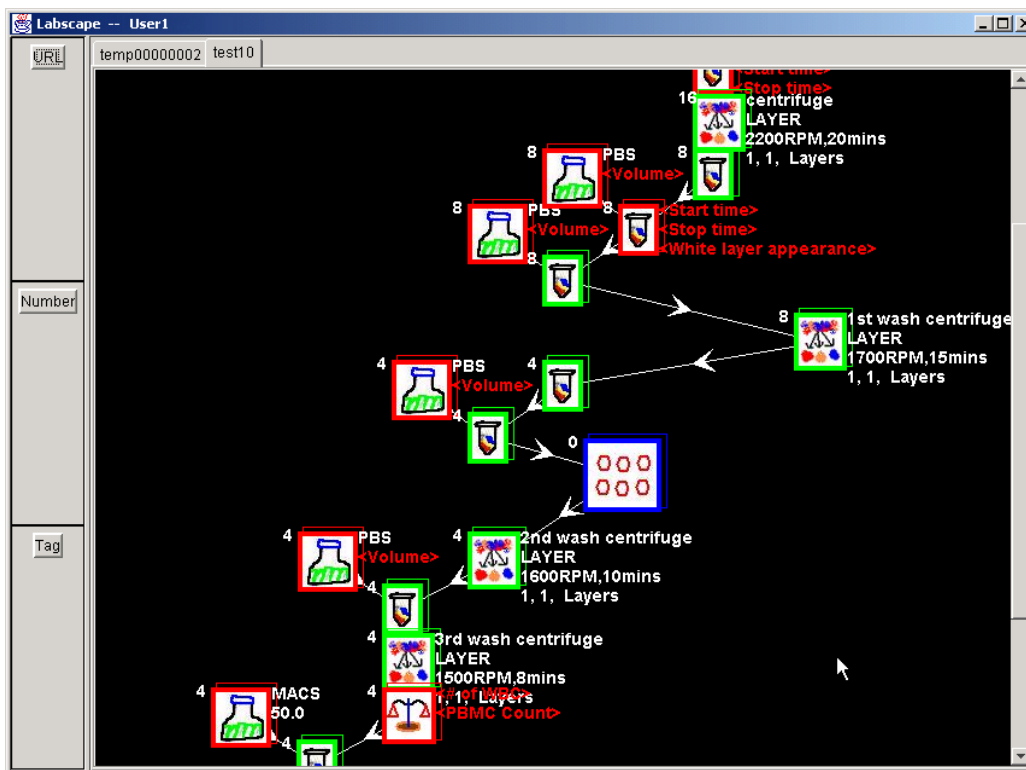 Labscape -- User1
URL
Number
Tag
temp00000002 test10
<Start time>
<Stop time>
16
centrifuge
LAYER
2200RPM,20mins
1, 1, Layers
8
PBS
<Volume>
8
8
PBS
<Volume>
8
<Start time>
<Stop time>
<White layer appearance>
8
8
1st wash centrifuge
LAYER
1700RPM,15mins
1, 1, Layers
4
PBS
<Volume>
4
4
0
4
PBS
<Volume>
4
2nd wash centrifuge
LAYER
1600RPM,10mins
1, 1, Layers
4
4
3rd wash centrifuge
LAYER
1500RPM,8mins
1, 1, Layers
4
MACS
50.0
4
<# of WBC>
<PBMC Count>
4